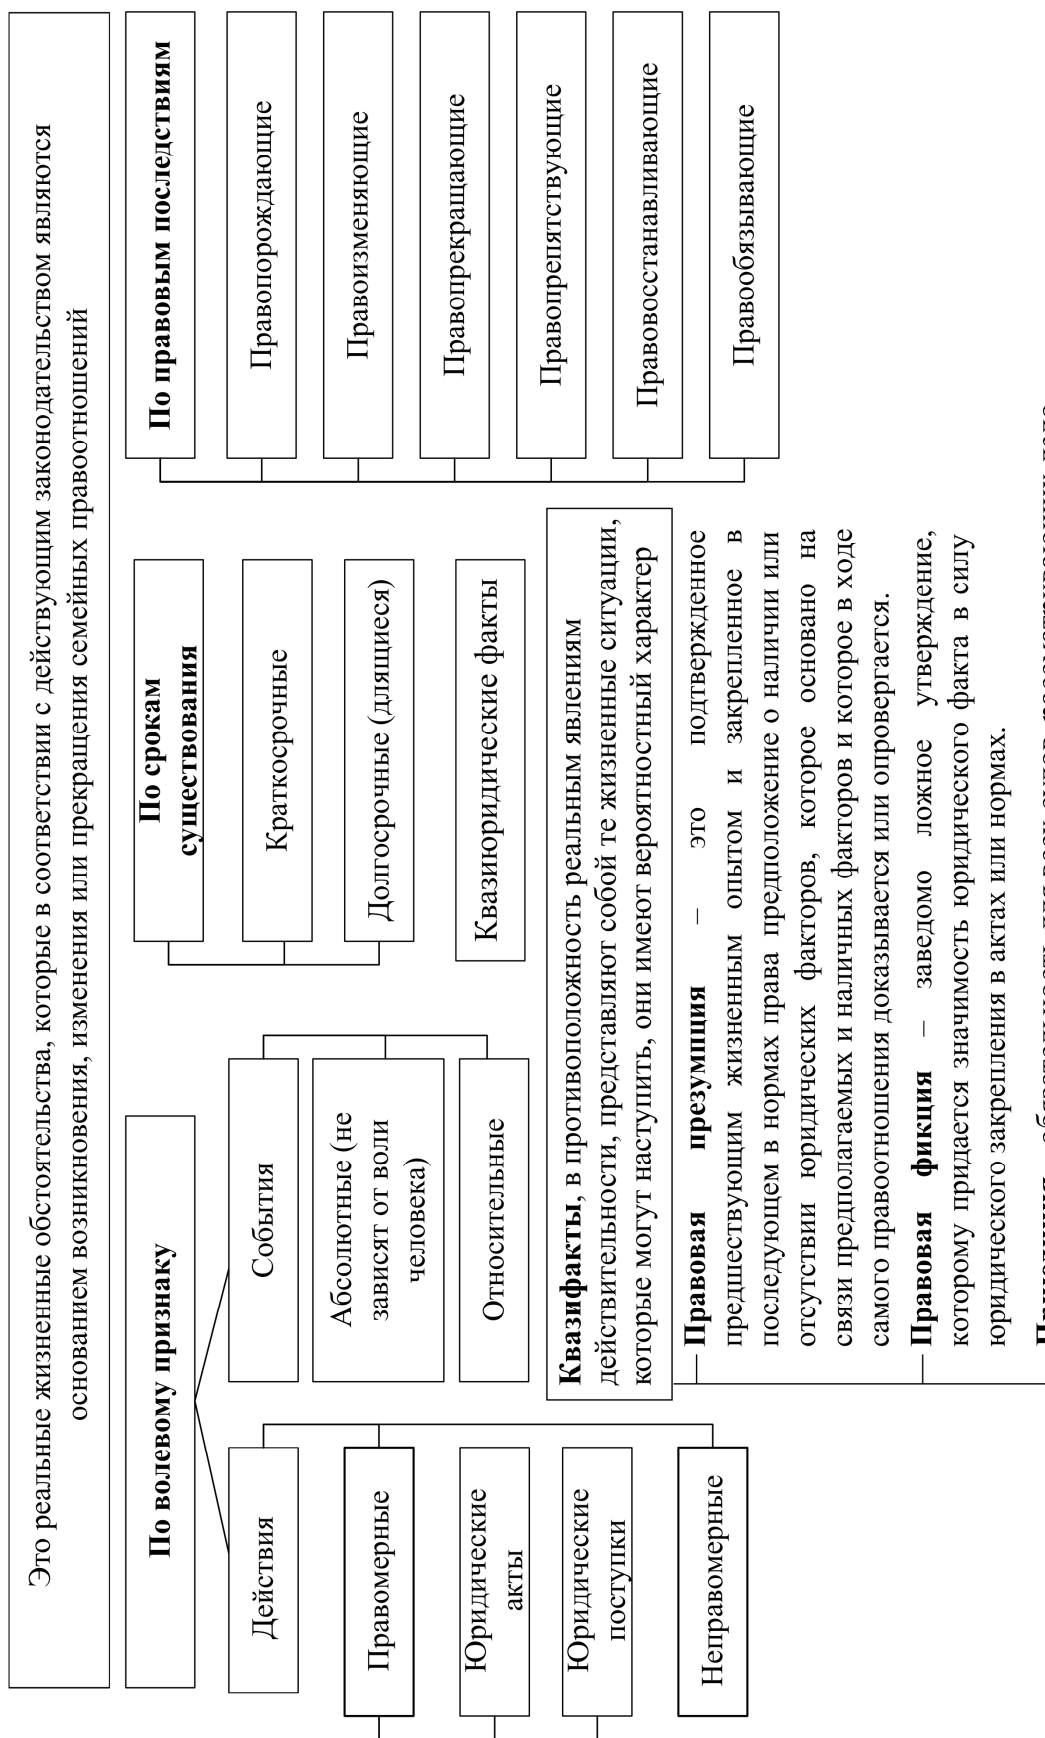 Это реальные жизненные обстоятельства, которые в соответствии с действующим законодательством являются
основанием возникновения, изменения или прекращения семейных правоотношений
По волевому признаку
Действия
Правомерные
Юридические
акты
Юридические
поступки
Неправомерные
События
Абсолютные (не
зависят от воли
человека)
Относительные
По срокам
существования
Краткосрочные
Долгосрочные (длящиеся)
Квазиюридические факты
По правовым последствиям
Правопорождающие
Правоизменяющие
Правопрекращающие
Правопрепятствующие
Правовосстанавливающие
Правообязывающие
Квазифакты, в противоположность реальным явлениям
действительности, представляют собой те жизненные ситуации,
которые могут наступить, они имеют вероятностный характер
Правовая презумпция – это подтвержденное
предшествующим жизненным опытом и закрепленное в
последующем в нормах права предположение о наличии или
отсутствии юридических факторов, которое основано на
связи предполагаемых и наличных факторов и которое в ходе
самого правоотношения доказывается или опровергается.
Правовая фикция – заведомо ложное утверждение,
которому придается значимость юридического факта в силу
юридического закрепления в актах или нормах.